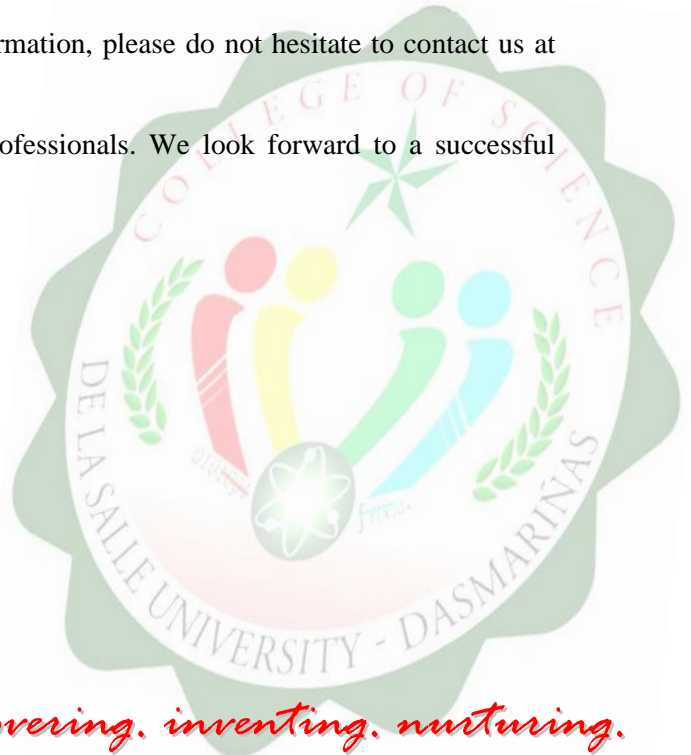 rmation, please do not hesitate to contact us at
ofessionals. We look forward to a successful
COLLEGE OF SCIENCE
DE LA SALLE UNIVERSITY - DASMARIÑAS
vering. inventing. nurturing.